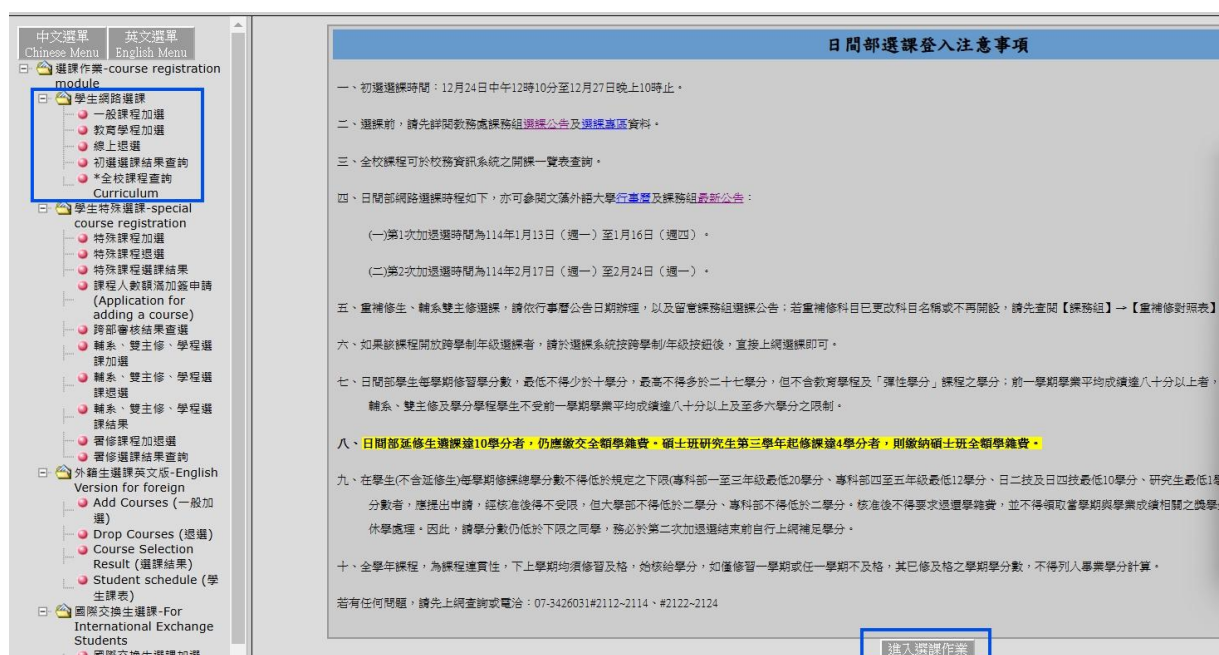 中文選單 英文選單
Chinese Menu English Menu
選課作業-course registration
module
學生網路選課
一般課程加選
教育學程加選
線上退選
初選選課結果查詢
*全校課程查詢
Curriculum
學生特殊選課-special
course registration
特殊課程加選
特殊課程退選
特殊課程選課結果
課程人數額滿加簽申請
(Application for
adding a course)
跨部審核結果查選
輔系、雙主修、學程選
課加選
輔系、雙主修、學程選
課退選
輔系、雙主修、學程選
課結果
暑修課程加退選
暑修選課結果查詢
外籍生選課英文版-English
Version for foreign
Add Courses (一般加
選)
Drop Courses (退選)
Course Selection
Result (選課結果)
Student schedule (學
生課表)
國際交換生選課-For
International Exchange
Students
國際交換生選課加選
日間部選課登入注意事項
一、初選選課時間：12月24日中午12時10分至12月27日晚上10時止。
二、選課前，請先詳閱教務處課務組選課公告及選課專區資料。
三、全校課程可於校務資訊系統之開課一覽表查詢。
四、日間部網路選課時程如下，亦可參閱文藻外語大學行事曆及課務組最新公告：
(一)第1次加退選時間為114年1月13日（週一）至1月16日（週四）。
(二)第2次加退選時間為114年2月17日（週一）至2月24日（週一）。
五、重補修生、輔系雙主修選課，請依行事曆公告日期辦理，以及留意課務組選課公告；若重補修科目已更改科目名稱或不再開設，請先查閱【課務組】→【重補修對照表】
六、如果該課程開放跨學制年級選課者，請於選課系統按跨學制/年級按鈕後，直接上網選課即可。
七、日間部學生每學期修習學分數，最低不得少於十學分，最高不得多於二十七學分，但不含教育學程及「彈性學分」課程之學分；前一學期學業平均成績達八十分以上者，
輔系、雙主修及學分學程學生不受前一學期學業平均成績達八十分以上及至多六學分之限制。
八、日間部延修生選課達10學分者，仍應繳交全額學雜費。碩士班研究生第三學年起修課達4學分者，則繳納碩士班全額學雜費。
九、在學生(不含延修生)每學期修課總學分數不得低於規定之下限(專科部一至三年級最低20學分、專科部四至五年級最低12學分、日二技及日四技最低10學分、研究生最低1
分數者，應提出申請，經核准後得不受限，但大學部不得低於二學分、專科部不得低於二學分。核准後不得要求退還學雜費，並不得領取當學期與學業成績相關之獎學
休學處理。因此，請學分數仍低於下限之同學，務必於第二次加退選結束前自行上網補足學分。
十、全學年課程，為課程連貫性，下上學期均須修習及格，始核給學分，如僅修習一學期或任一學期不及格，其已修及格之學期學分數，不得列入畢業學分計算。
若有任何問題，請先上網查詢或電洽：07-3426031#2112~2114、#2122~2124
進入選課作業